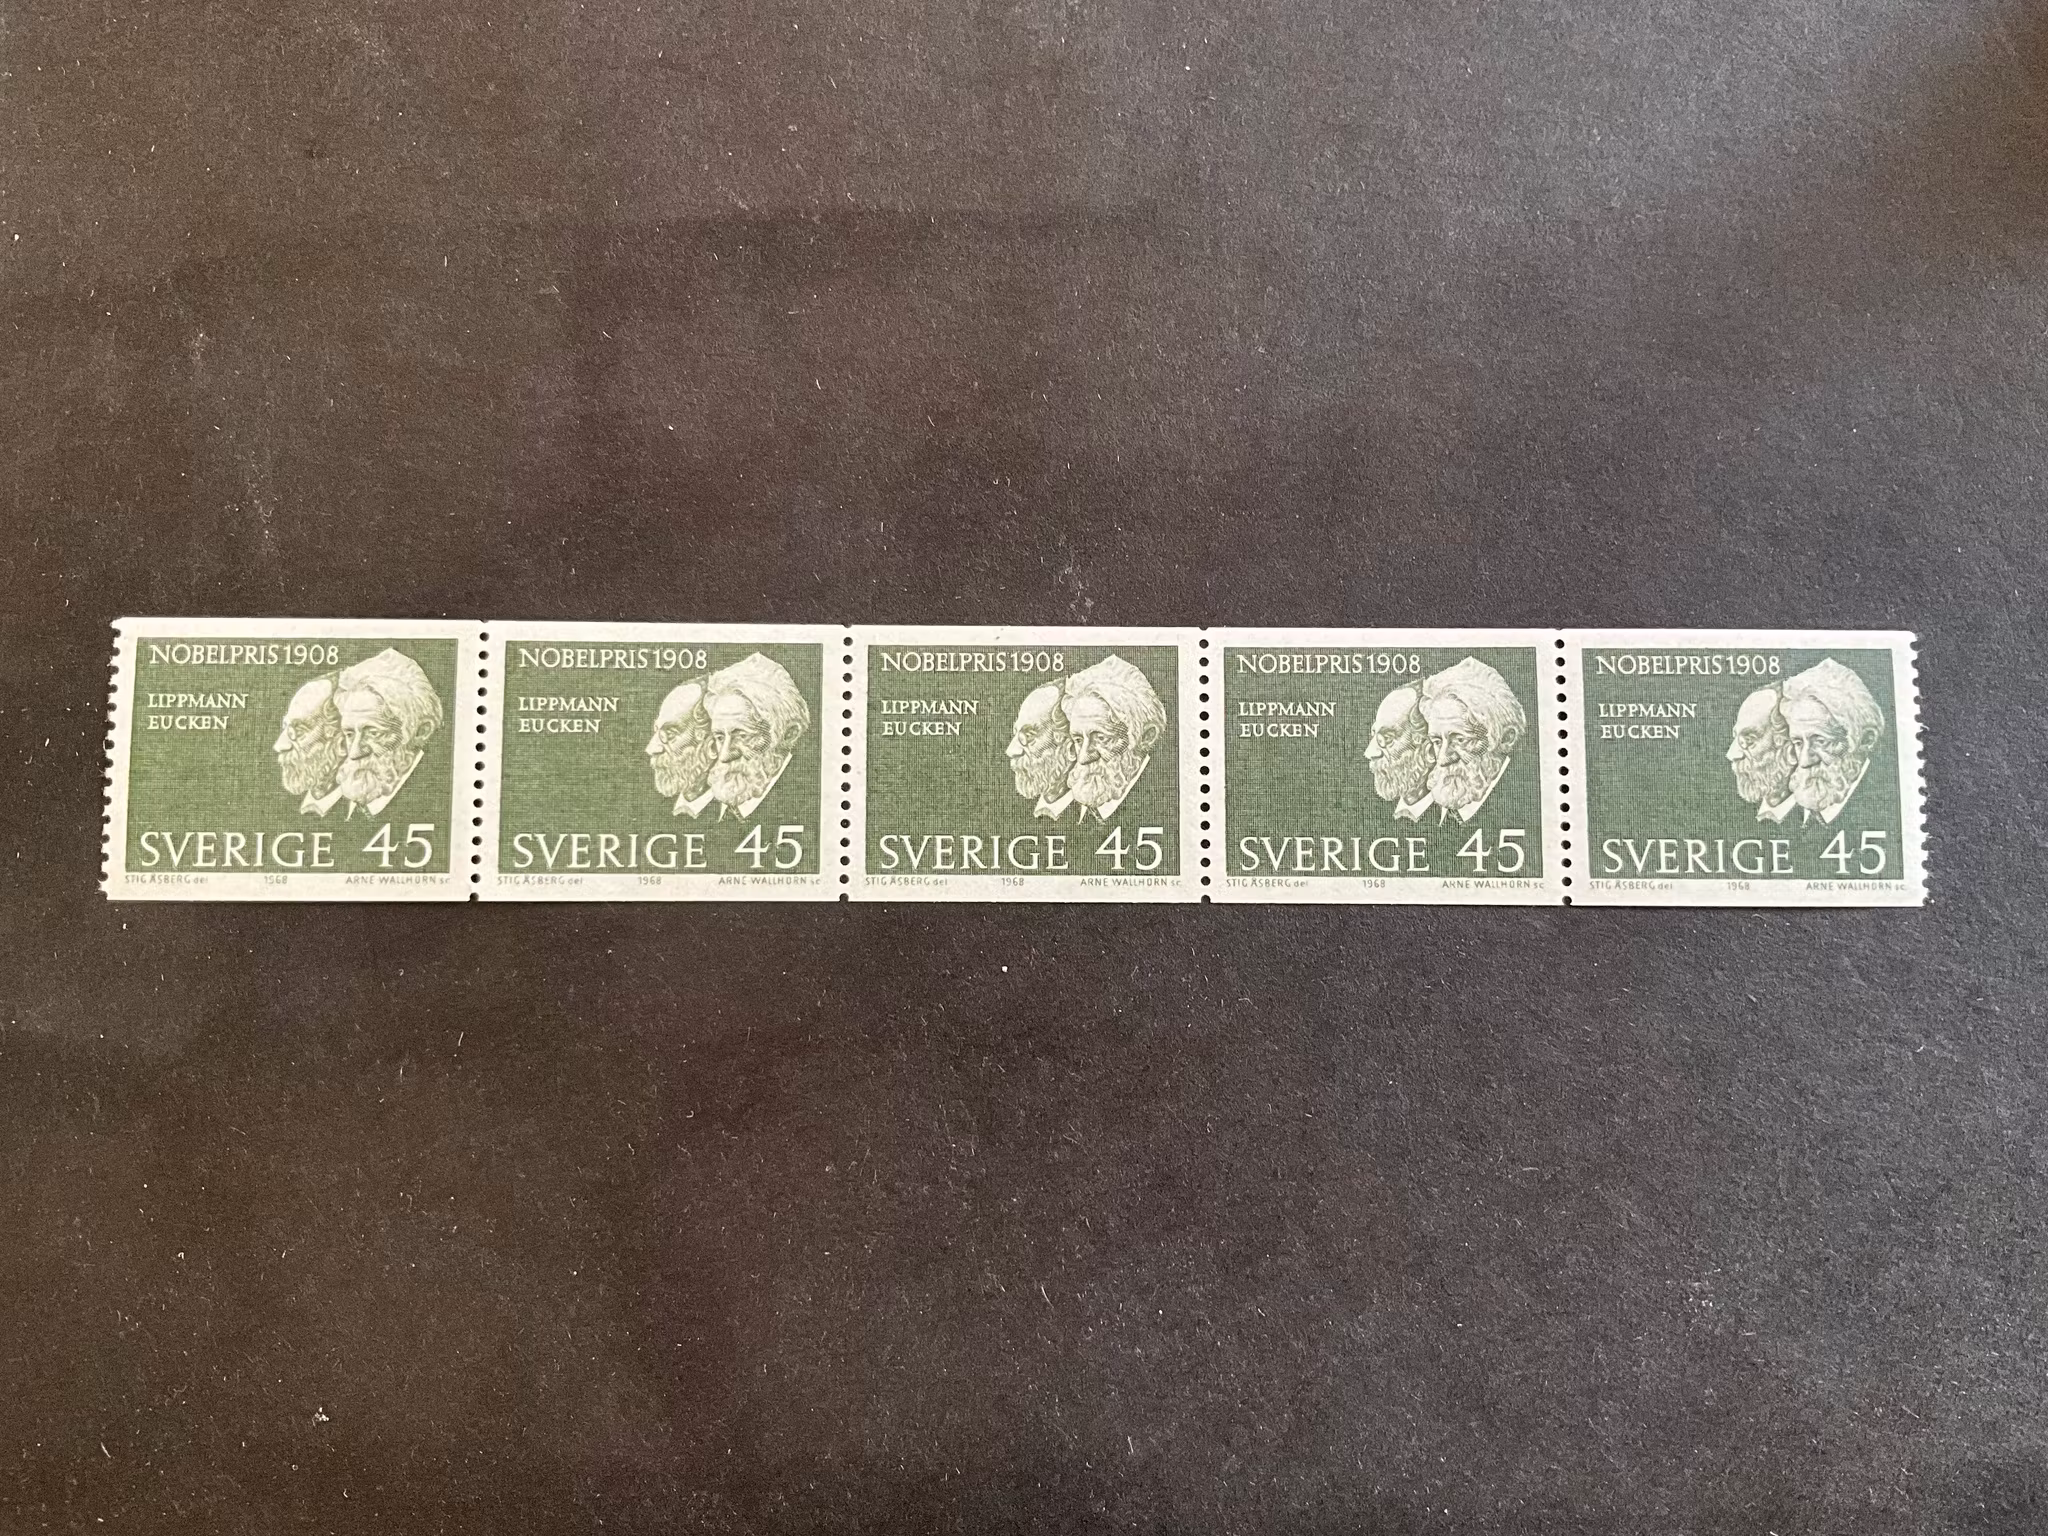 NOBELPRIS 1908
LIPPMANN
EUCKEN
SVERIGE 45
STIG ÅSBERG del 1968 ARNE WALLHORN sc
NOBELPRIS 1908
LIPPMANN
EUCKEN
SVERIGE 45
STIG ÅSBERG del 1968 ARNE WALLHORN sc
NOBELPRIS 1908
LIPPMANN
EUCKEN
SVERIGE 45
STIG ÅSBERG del 1968 ARNE WALLHORN sc
NOBELPRIS 1908
LIPPMANN
EUCKEN
SVERIGE 45
STIG ÅSBERG del 1968 ARNE WALLHORN sc
NOBELPRIS 1908
LIPPMANN
EUCKEN
SVERIGE 45
STIG ÅSBERG del 1968 ARNE WALLHORN sc